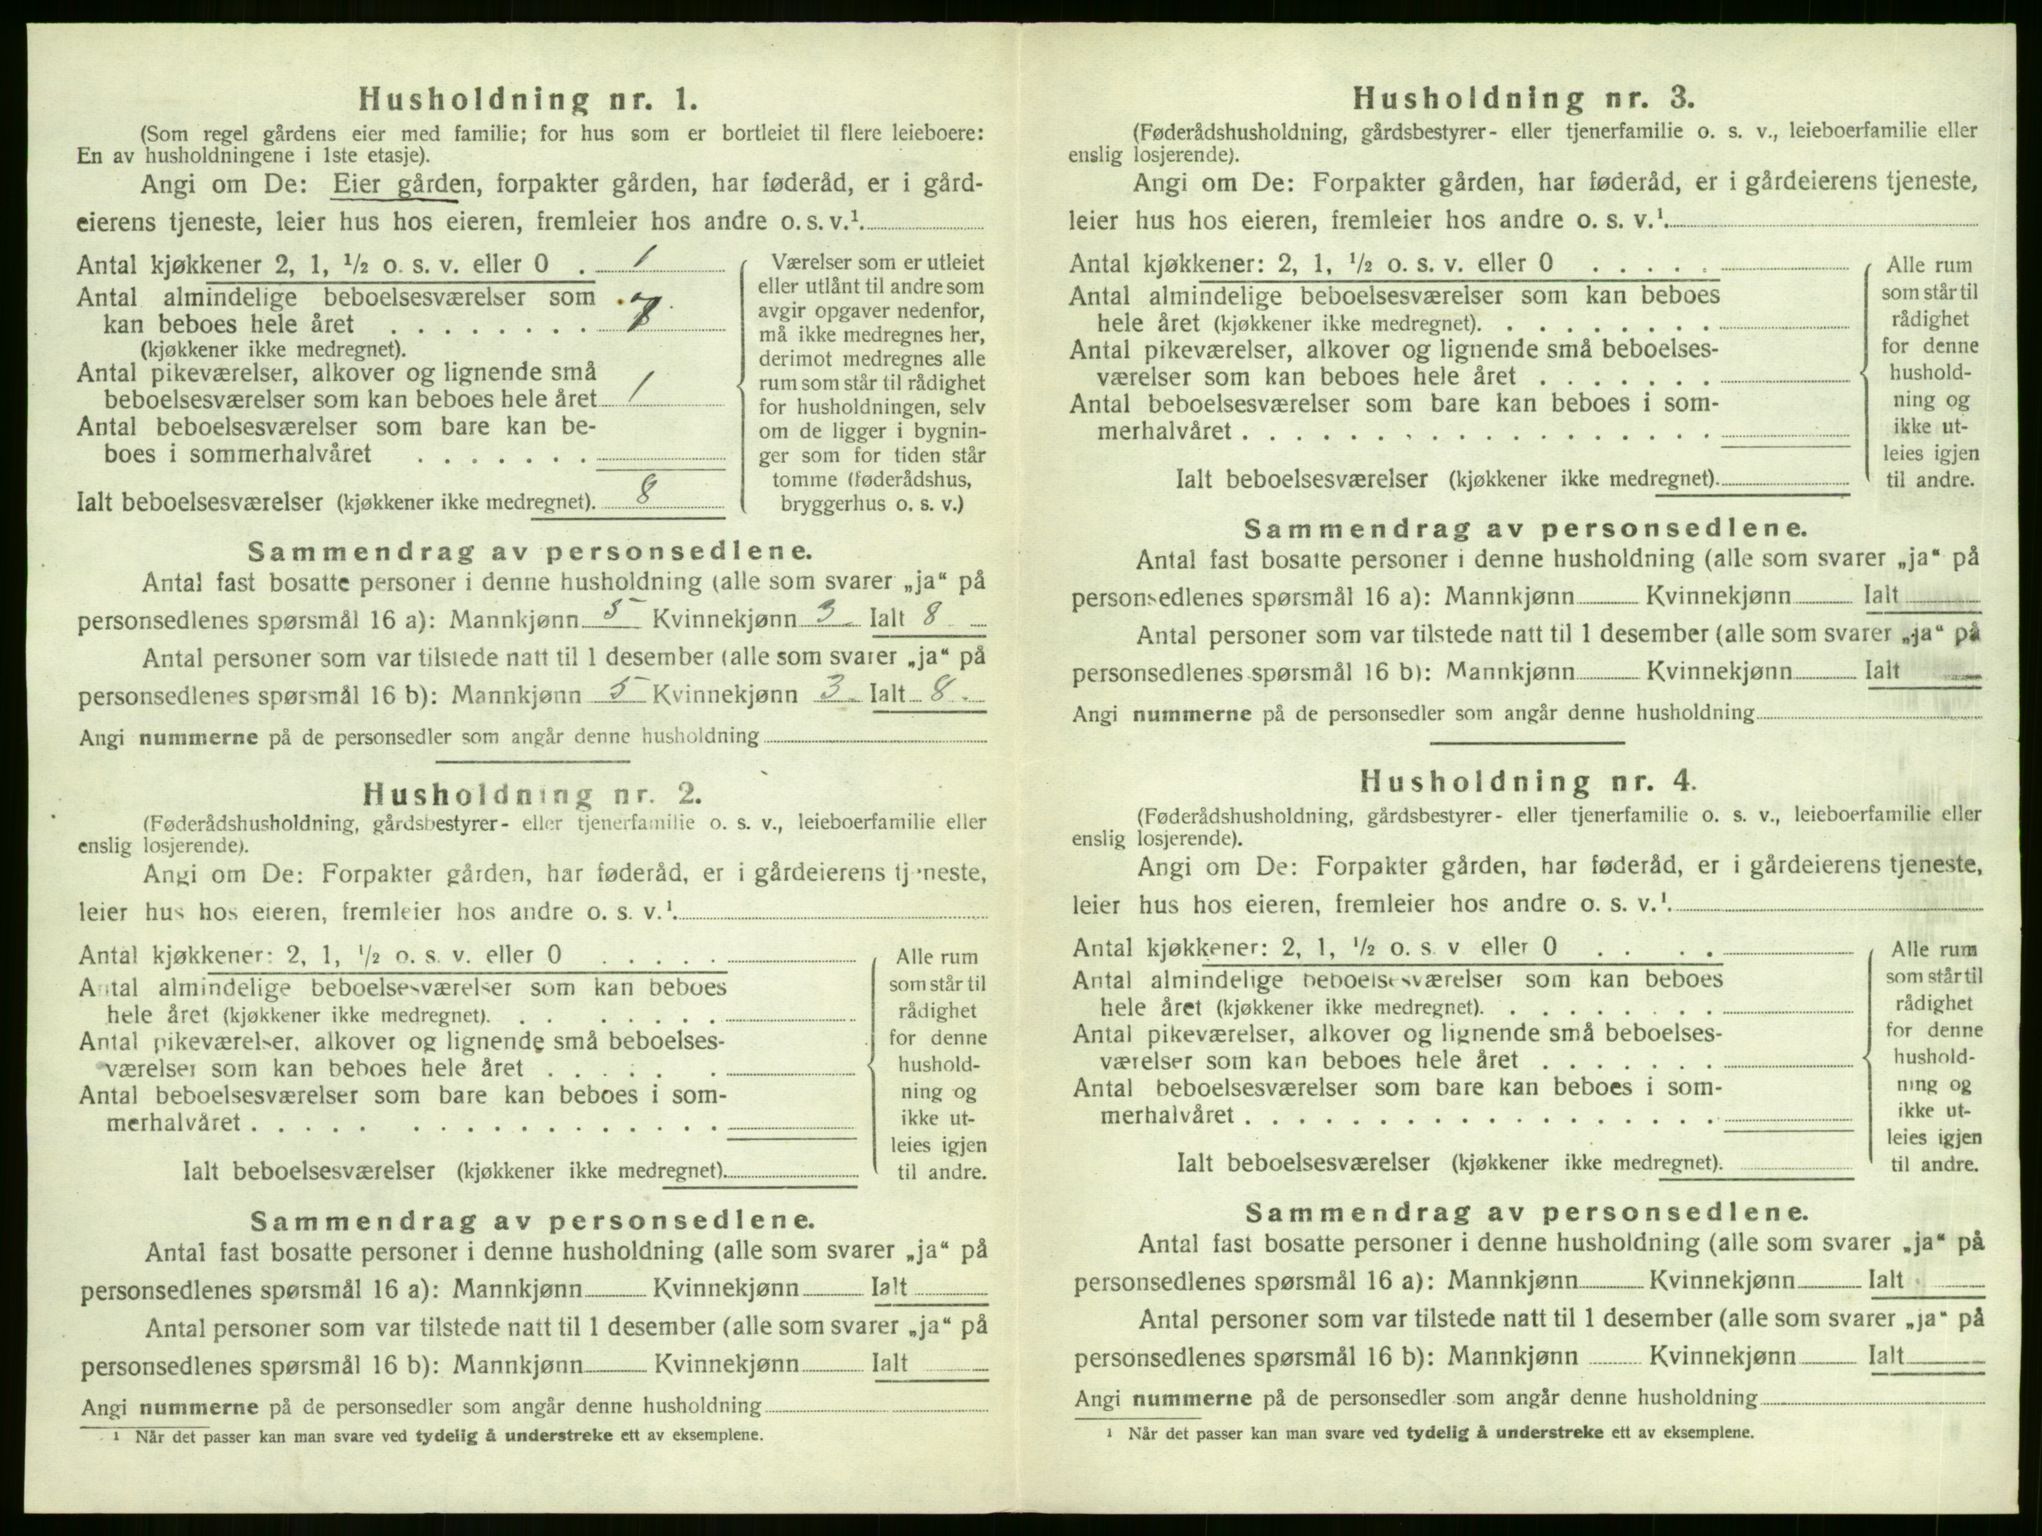 Husholdning nr. 1.
(Som regel gårdens eier med familie; for hus som er bortleiet til flere leieboere:
En av husholdningene i 1ste etasje).
Angi om De: Eier gården, forpakter gården, har føderåd, er i gård-
eierens tjeneste, leier hus hos eieren, fremleier hos andre o. s. v.¹.
Antal kjøkkener 2, 1, ½ o. s. v. eller 0 . 1
Antal almindelige beboelsesværelser som
kan beboes hele året . . . . . . . .
(kjøkkener ikke medregnet).
Antal pikeværelser, alkover og lignende små
beboelsesværelser som kan beboes hele året 1
Antal beboelsesværelser som bare kan be-
boes i sommerhalvåret . . . . . . .
Ialt beboelsesværelser (kjøkkener ikke medregnet). 8
Værelser som er utleiet
eller utlånt til andre som
avgir opgaver nedenfor,
må ikke medregnes her,
derimot medregnes alle
rum som står til rådighet
for husholdningen, selv
om de ligger i bygnin-
ger som for tiden står
tomme (føderådshus,
bryggerhus o. s. v.)
Sammendrag av personsedlene.
Antal fast bosatte personer i denne husholdning (alle som svarer „ja“ på
personsedlenes spørsmål 16 a): Mannkjønn 5 Kvinnekjønn 3 Ialt 8
Antal personer som var tilstede natt til 1 desember (alle som svarer „ja“ på
personsedlenes spørsmål 16 b): Mannkjønn 5 Kvinnekjønn 3 Ialt 8
Angi nummerne på de personsedler som angår denne husholdning
Husholdning nr. 2.
(Føderådshusholdning, gårdsbestyrer- eller tjenerfamilie o. s. v., leieboerfamilie eller
enslig losjerende).
Angi om De: Forpakter gården, har føderåd, er i gårdeierens tjeneste,
leier hus hos eieren, fremleier hos andre o. s. v.¹.
Antal kjøkkener: 2, 1, ½ o. s. v. eller 0 . . . . .
Antal almindelige beboelsesværelser som kan beboes
hele året (kjøkkener ikke medregnet). . . . . . . .
Antal pikeværelser, alkover og lignende små beboelses-
værelser som kan beboes hele året . . . . . .
Antal beboelsesværelser som bare kan beboes i som-
merhalvåret . . . . . . . . . . . . . . . . .
Ialt beboelsesværelser (kjøkkener ikke medregnet).
Alle rum
som står til
rådighet
for denne
hushold-
ning og
ikke ut-
leies igjen
til andre.
Sammendrag av personsedlene.
Antal fast bosatte personer i denne husholdning (alle som svarer „ja“ på
personsedlenes spørsmål 16 a): Mannkjønn Kvinnekjønn Ialt
Antal personer som var tilstede natt til 1 desember (alle som svarer „ja“ på
personsedlenes spørsmål 16 b): Mannkjønn Kvinnekjønn Ialt
Angi nummerne på de personsedler som angår denne husholdning
¹ Når det passer kan man svare ved tydelig å understreke ett av eksemplene.
Husholdning nr. 3.
(Føderådshusholdning, gårdsbestyrer- eller tjenerfamilie o. s. v., leieboerfamilie eller
enslig losjerende).
Angi om De: Forpakter gården, har føderåd, er i gårdeierens tjeneste,
leier hus hos eieren, fremleier hos andre o. s. v.¹.
Antal kjøkkener: 2, 1, ½ o. s. v. eller 0 . . . . .
Antal almindelige beboelsesværelser som kan beboes
hele året (kjøkkener ikke medregnet). . . . . . . . .
Antal pikeværelser, alkover og lignende små beboelses-
værelser som kan beboes hele året . . . . . . .
Antal beboelsesværelser som bare kan beboes i som-
merhalvåret . . . . . . . . . . . . . . . . . .
Ialt beboelsesværelser (kjøkkener ikke medregnet).
Alle rum
som står til
rådighet
for denne
hushold-
ning og
ikke ut-
leies igjen
til andre.
Sammendrag av personsedlene.
Antal fast bosatte personer i denne husholdning (alle som svarer „ja“ på
personsedlenes spørsmål 16 a): Mannkjønn Kvinnekjønn Ialt
Antal personer som var tilstede natt til 1 desember (alle som svarer „ja“ på
personsedlenes spørsmål 16 b): Mannkjønn Kvinnekjønn Ialt
Angi nummerne på de personsedler som angår denne husholdning
Husholdning nr. 4.
(Føderådshusholdning, gårdsbestyrer- eller tjenerfamilie o. s. v., leieboerfamilie eller
enslig losjerende).
Angi om De: Forpakter gården, har føderåd, er i gårdeierens tjeneste,
leier hus hos eieren, fremleier hos andre o. s. v.¹.
Antal kjøkkener: 2, 1, ½ o. s. v eller 0 . . . .
Antal almindelige beboelsesværelser som kan beboes
hele året (kjøkkener ikke medregnet). . . . . . . . .
Antal pikeværelser, alkover og lignende små beboelses-
værelser som kan beboes hele året . . . . . . .
Antal beboelsesværelser som bare kan beboes i som-
merhalvåret . . . . . . . . . . . . . . . . . .
Ialt beboelsesværelser (kjøkkener ikke medregnet).
Alle rum
som står til
rådighet
for denne
hushold-
ning og
ikke ut-
leies igjen
til andre.
Sammendrag av personsedlene.
Antal fast bosatte personer i denne husholdning (alle som svarer „ja“ på
personsedlenes spørsmål 16 a): Mannkjønn Kvinnekjønn Ialt
Antal personer som var tilstede natt til 1 desember (alle som svarer „ja“ på
personsedlenes spørsmål 16 b): Mannkjønn Kvinnekjønn Ialt
Angi nummerne på de personsedler som angår denne husholdning
¹ Når det passer kan man svare ved tydelig å understreke ett av eksemplene.